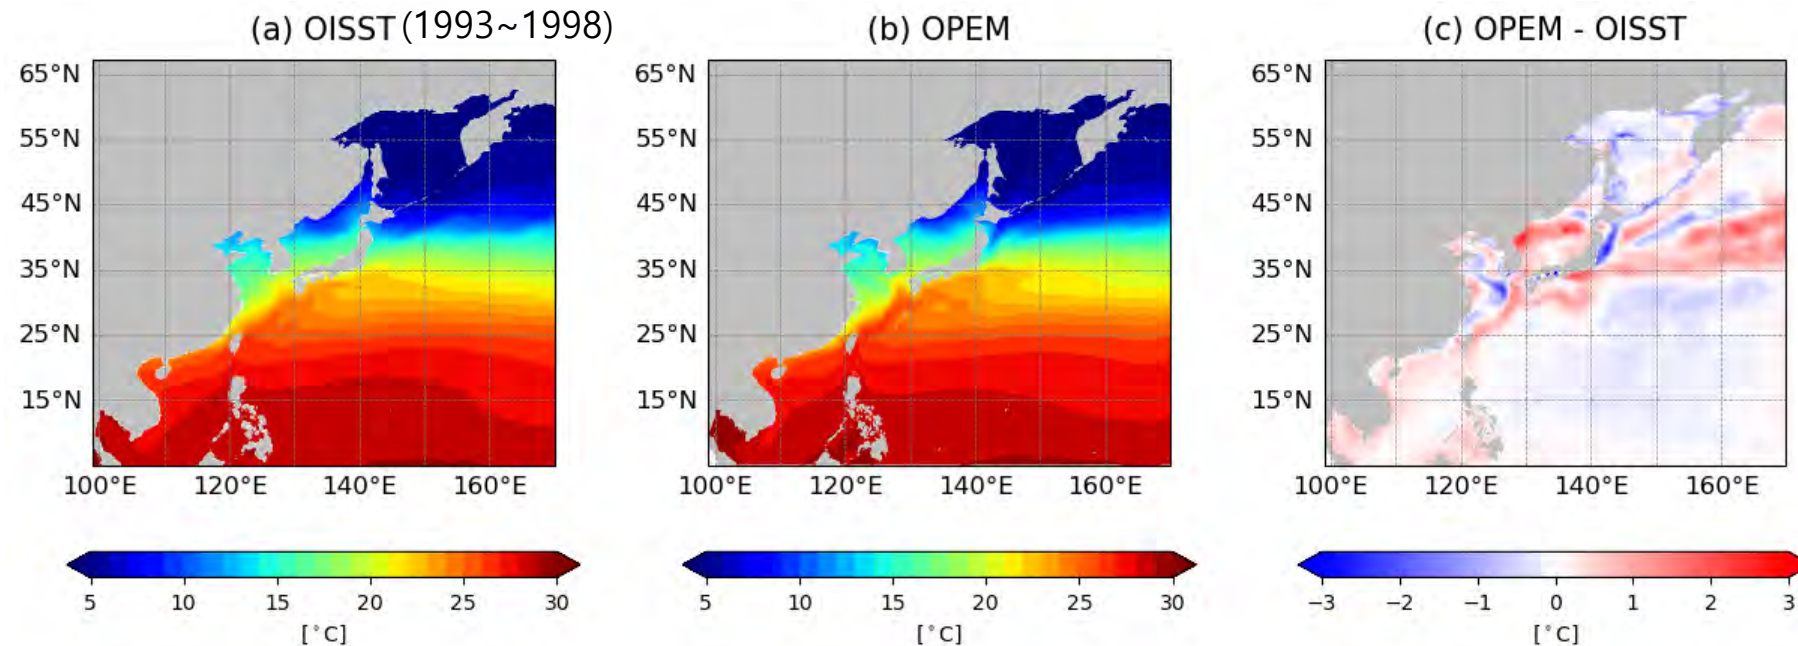 (a) OISST (1993~1998)
(b) OPEM
(c) OPEM - OISST
65°N
55°N
45°N
35°N
25°N
15°N
100°E 120°E 140°E 160°E
5 10 15 20 25 30
[°C]
65°N
55°N
45°N
35°N
25°N
15°N
100°E 120°E 140°E 160°E
5 10 15 20 25 30
[°C]
65°N
55°N
45°N
35°N
25°N
15°N
100°E 120°E 140°E 160°E
−3 −2 −1 0 1 2 3
[°C]